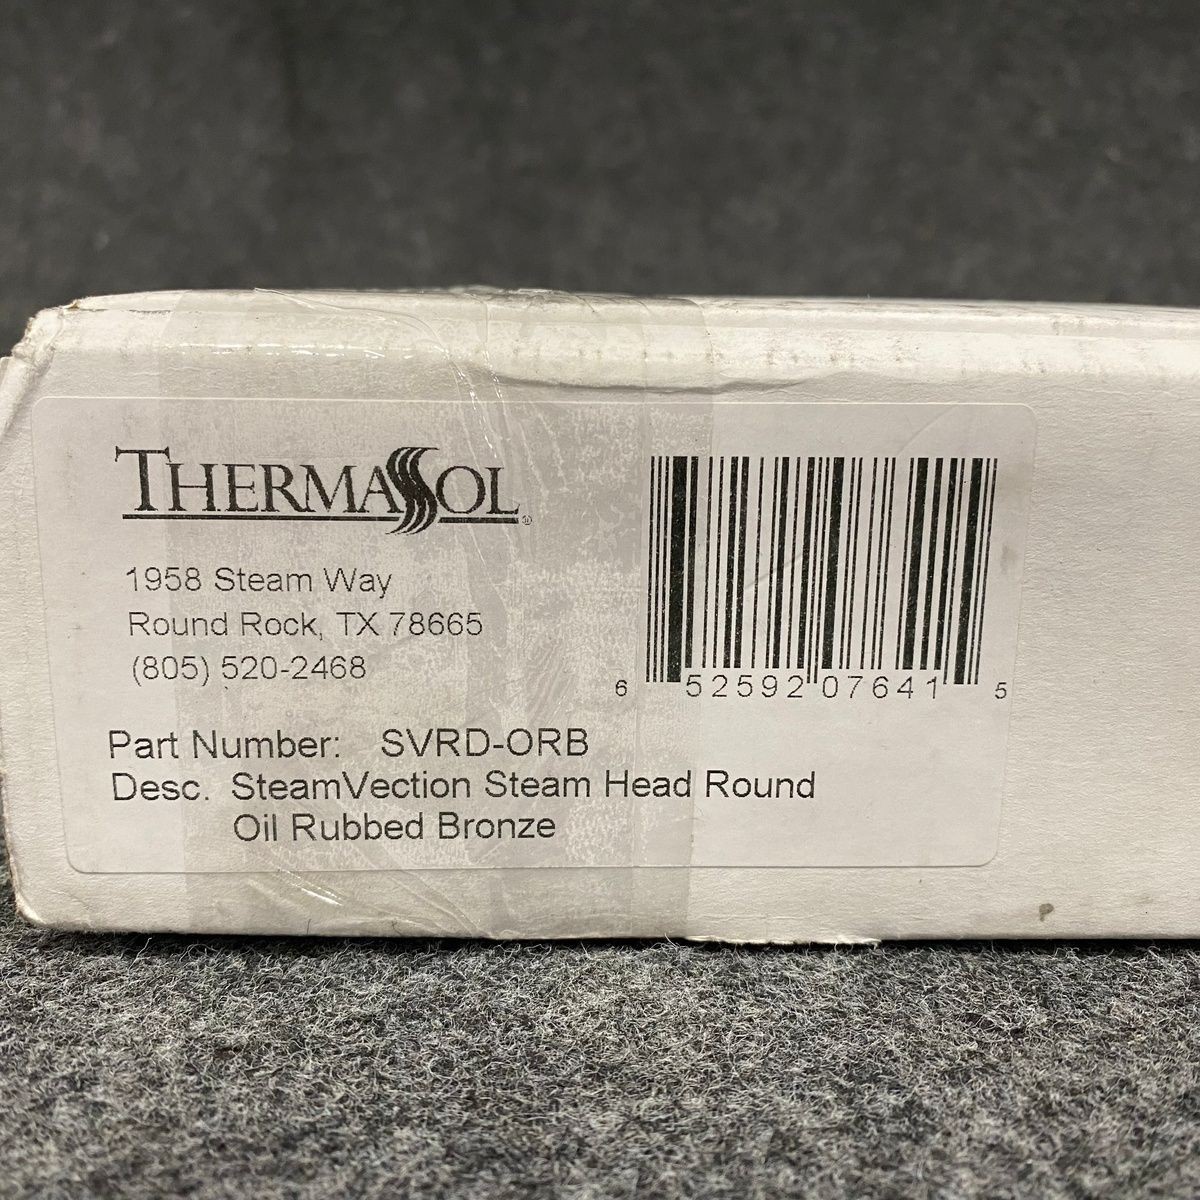 THERMASOL®
1958 Steam Way
Round Rock, TX 78665
(805) 520-2468
6 52592 07641 5
Part Number: SVRD-ORB
Desc. SteamVection Steam Head Round
Oil Rubbed Bronze